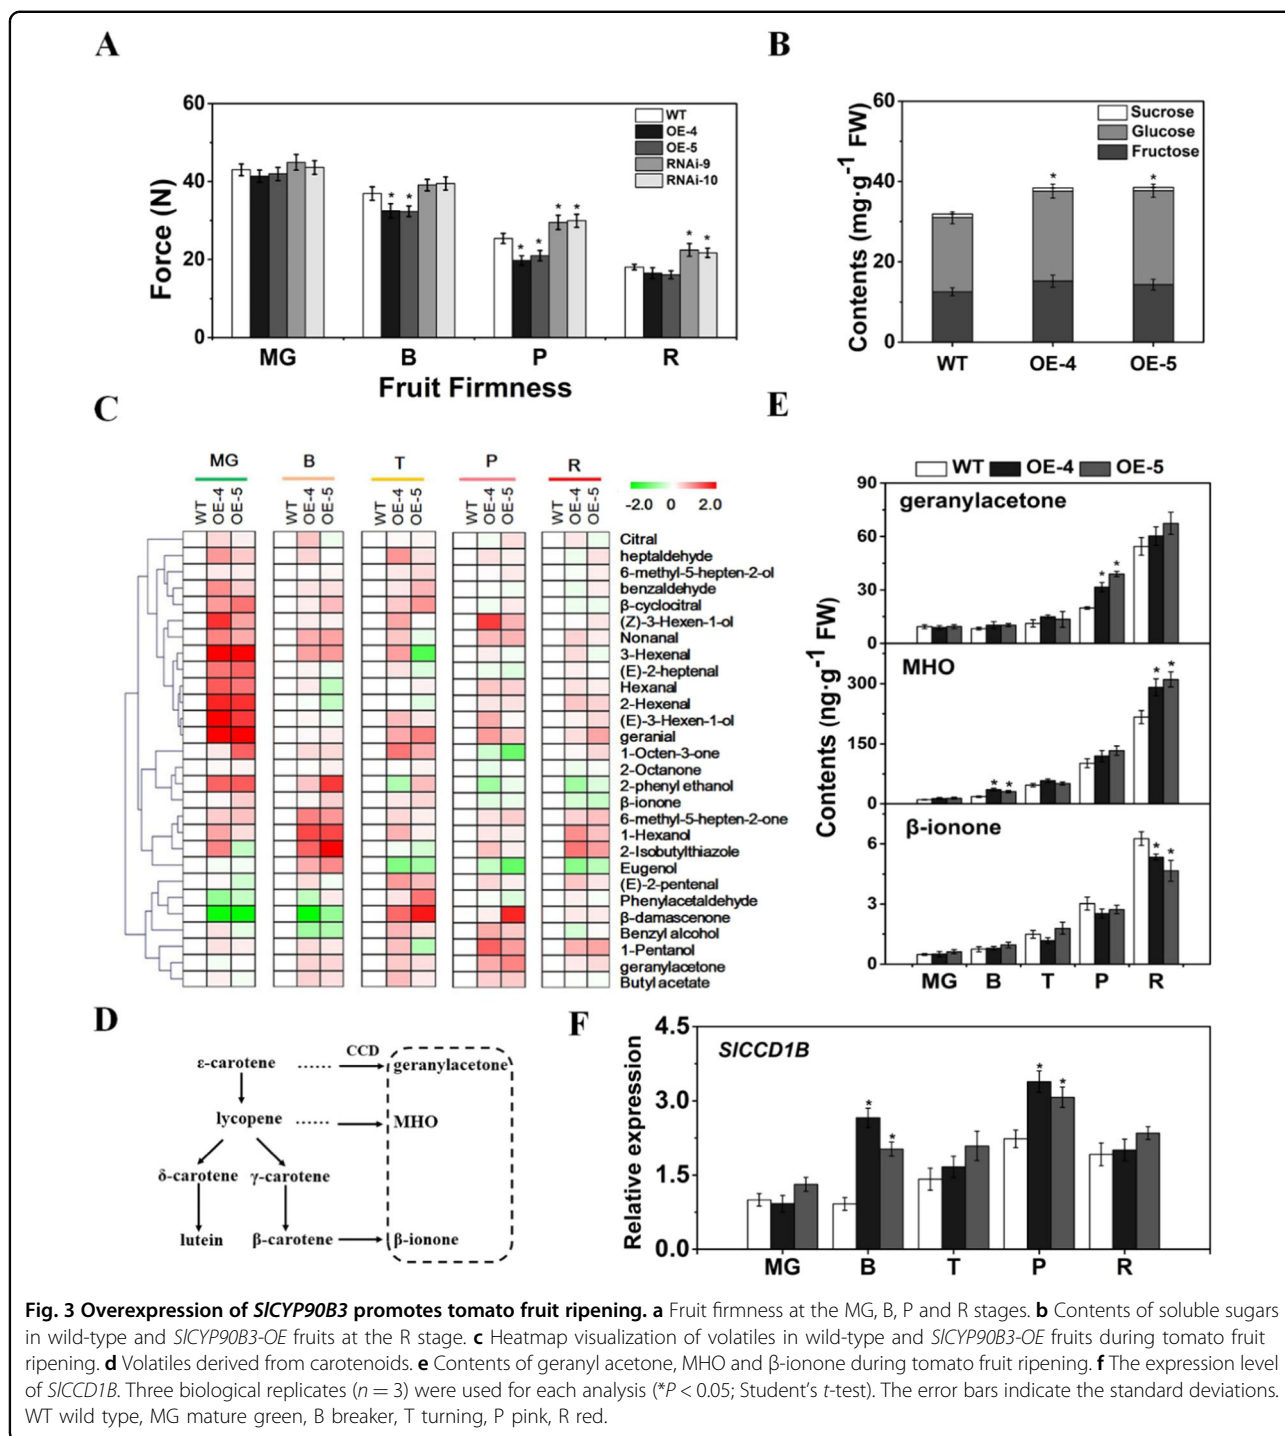 A
60
40
20
0
Force (N)
WT
OE-4
OE-5
RNAi-9
RNAi-10
* * * * * * * *
MG B P R
Fruit Firmness
B
60
40
20
0
Contents (mg·g-1 FW)
Sucrose
Glucose
Fructose
* *
WT OE-4 OE-5
C
MG B T P R
WT OE-4 OE-5 WT OE-4 OE-5 WT OE-4 OE-5 WT OE-4 OE-5 WT OE-4 OE-5
-2.0 0 2.0
Citral
heptaldehyde
6-methyl-5-hepten-2-ol
benzaldehyde
β-cyclocitral
(Z)-3-Hexen-1-ol
Nonanal
3-Hexenal
(E)-2-heptenal
Hexanal
2-Hexenal
(E)-3-Hexen-1-ol
geranial
1-Octen-3-one
2-Octanone
2-phenyl ethanol
β-ionone
6-methyl-5-hepten-2-one
1-Hexanol
2-Isobutylthiazole
Eugenol
(E)-2-pentenal
Phenylacetaldehyde
β-damascenone
Benzyl alcohol
1-Pentanol
geranylacetone
Butyl acetate
E
WT OE-4 OE-5
Contents (ng·g-1 FW)
90
60
30
0
geranylacetone
* *
300
150
0
MHO
* * * *
6
3
0
β-ionone
* *
MG B T P R
D
ε-carotene ...... CCD geranylacetone
lycopene ...... MHO
δ-carotene γ-carotene
lutein β-carotene β-ionone
F
4.5
3.0
1.5
0.0
Relative expression
SlCCD1B
* * * *
MG B T P R
Fig. 3 Overexpression of SlCYP90B3 promotes tomato fruit ripening. a Fruit firmness at the MG, B, P and R stages. b Contents of soluble sugars
in wild-type and SlCYP90B3-OE fruits at the R stage. c Heatmap visualization of volatiles in wild-type and SlCYP90B3-OE fruits during tomato fruit
ripening. d Volatiles derived from carotenoids. e Contents of geranyl acetone, MHO and β-ionone during tomato fruit ripening. f The expression level
of SlCCD1B. Three biological replicates (n = 3) were used for each analysis (*P < 0.05; Student's t-test). The error bars indicate the standard deviations.
WT wild type, MG mature green, B breaker, T turning, P pink, R red.